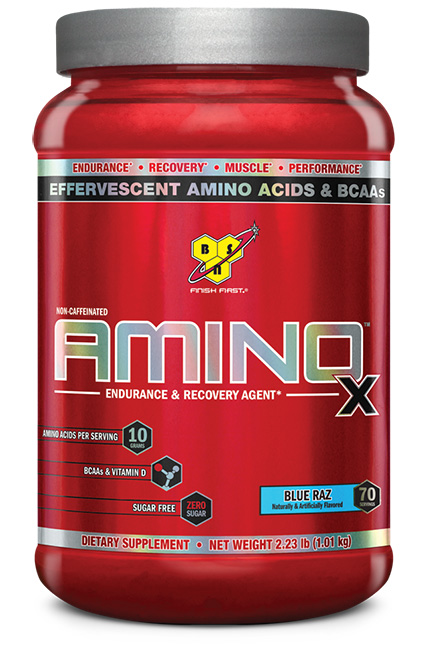 ENDURANCE* • RECOVERY* • MUSCLE* • PERFORMANCE*
EFFERVESCENT AMINO ACIDS & BCAAs
BSN
FINISH FIRST.®
NON-CAFFEINATED
AMINO X™
ENDURANCE & RECOVERY AGENT*
AMINO ACIDS PER SERVING 10 GRAMS
BCAAs & VITAMIN D
SUGAR FREE ZERO SUGAR
BLUE RAZ 70 SERVINGS
Naturally & Artificially Flavored
DIETARY SUPPLEMENT • NET WEIGHT 2.23 lb (1.01 kg)